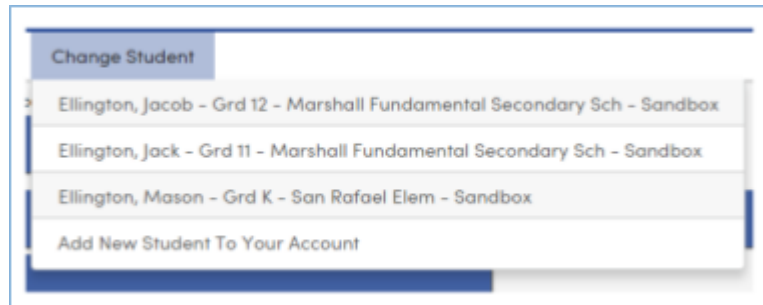 Change Student
Ellington, Jacob - Grd 12 - Marshall Fundamental Secondary Sch - Sandbox
Ellington, Jack - Grd 11 - Marshall Fundamental Secondary Sch - Sandbox
Ellington, Mason - Grd K - San Rafael Elem - Sandbox
Add New Student To Your Account